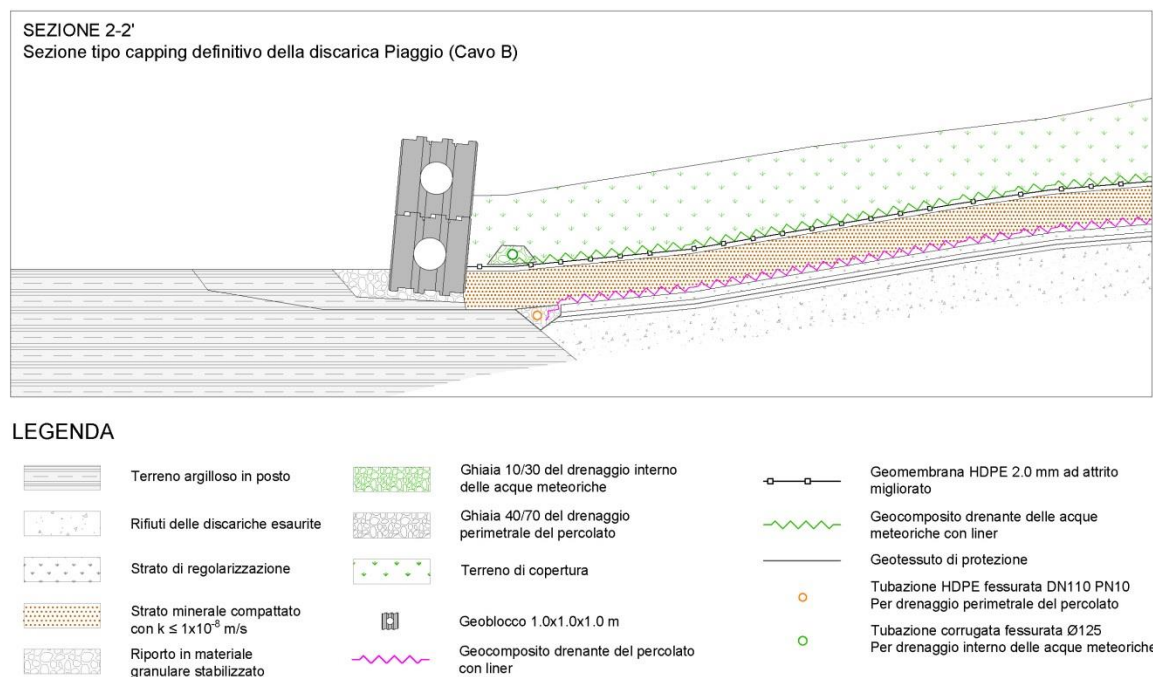 SEZIONE 2-2'
Sezione tipo capping definitivo della discarica Piaggio (Cavo B)
LEGENDA
Terreno argilloso in posto
Rifiuti delle discariche esaurite
Strato di regolarizzazione
Strato minerale compattato
con k ≤ 1x10⁻⁸ m/s
Riporto in materiale
granulare stabilizzato
Ghiaia 10/30 del drenaggio interno
delle acque meteoriche
Ghiaia 40/70 del drenaggio
perimetrale del percolato
Terreno di copertura
Geoblocco 1.0x1.0x1.0 m
Geocomposito drenante del percolato
con liner
Geomembrana HDPE 2.0 mm ad attrito
migliorato
Geocomposito drenante delle acque
meteoriche con liner
Geotessuto di protezione
Tubazione HDPE fessurata DN110 PN10
Per drenaggio perimetrale del percolato
Tubazione corrugata fessurata Ø125
Per drenaggio interno delle acque meteoriche